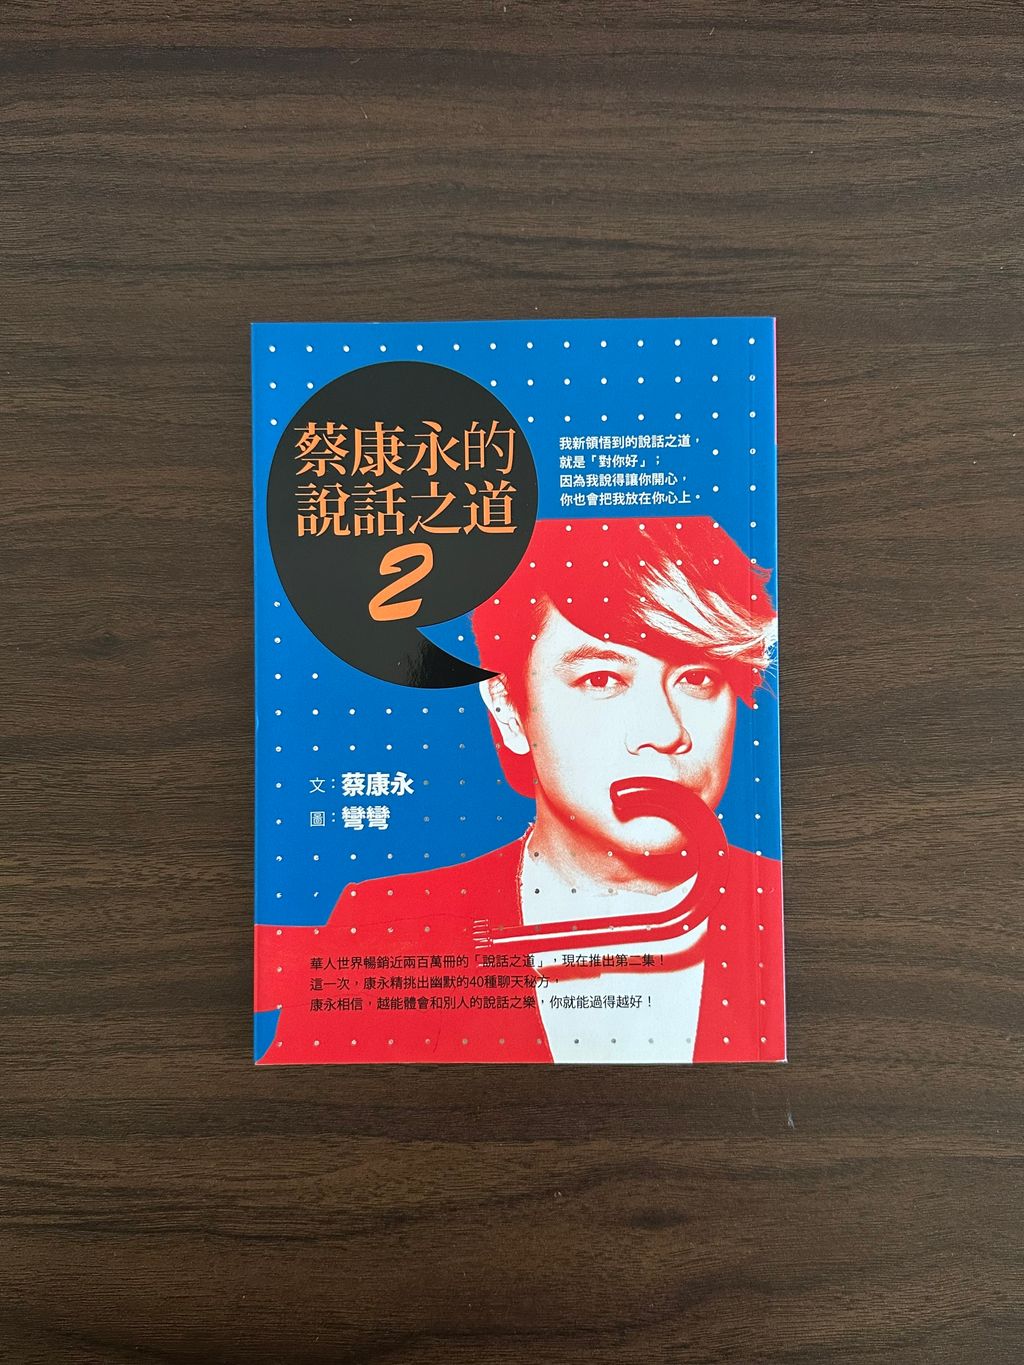 蔡康永的
說話之道
2
我新領悟到的說話之道，
就是「對你好」；
因為我說得讓你開心，
你也會把我放在你心上。
文：蔡康永
圖：彎彎
華人世界暢銷近兩百萬冊的「說話之道」，現在推出第二集！
這一次，康永精挑出幽默的40種聊天秘方，
康永相信，越能體會和別人的說話之樂，你就能過得越好！